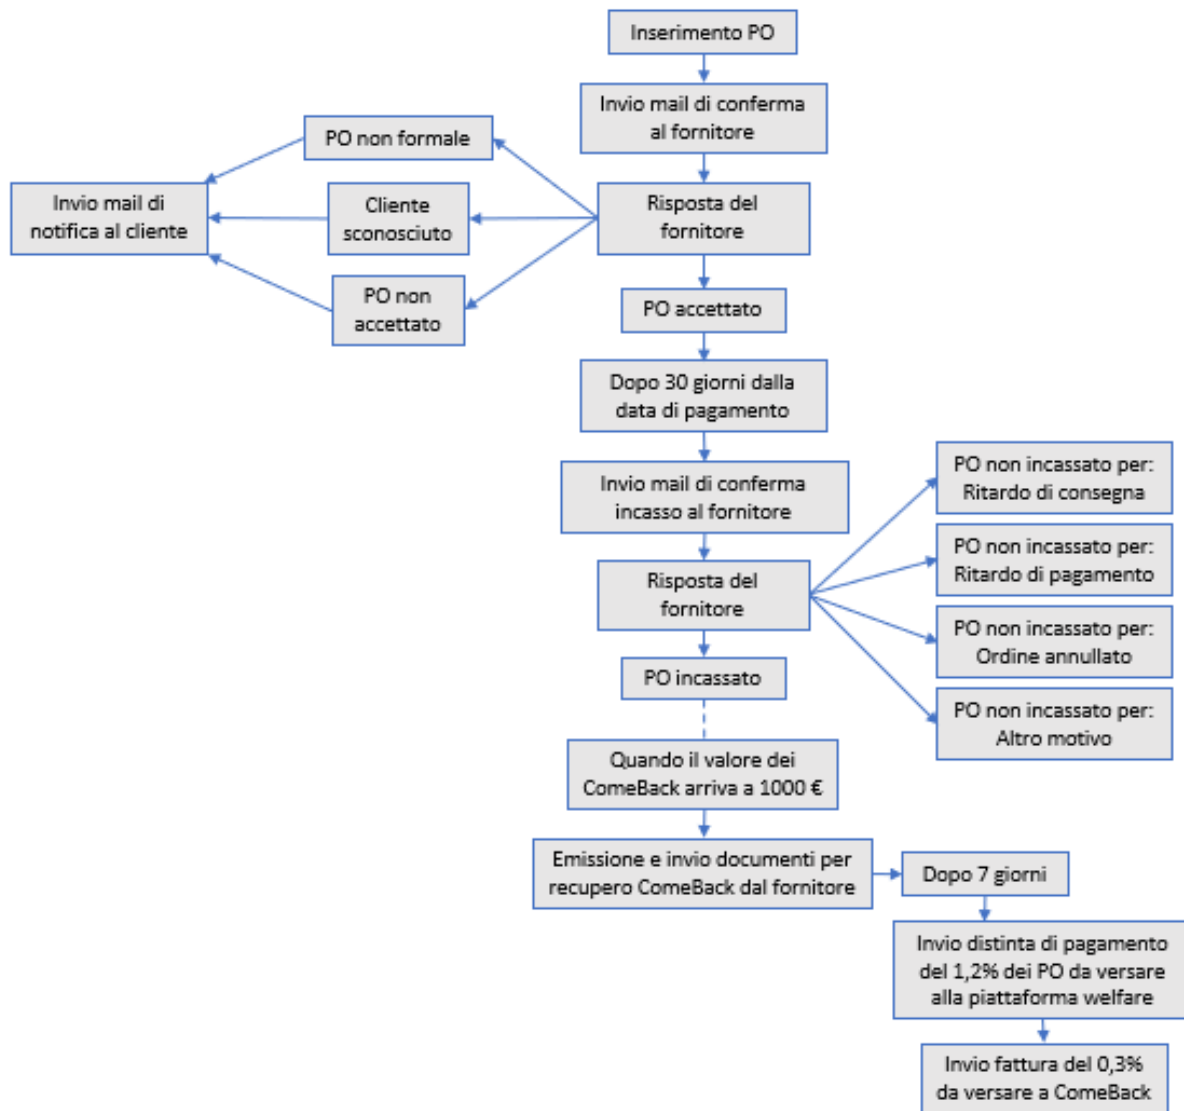 Inserimento PO
Invio mail di conferma
al fornitore
PO non formale
Invio mail di
notifica al cliente
Cliente
sconosciuto
Risposta del
fornitore
PO non
accettato
PO accettato
Dopo 30 giorni dalla
data di pagamento
Invio mail di conferma
incasso al fornitore
PO non incassato per:
Ritardo di consegna
PO non incassato per:
Ritardo di pagamento
Risposta del
fornitore
PO non incassato per:
Ordine annullato
PO incassato
PO non incassato per:
Altro motivo
Quando il valore dei
ComeBack arriva a 1000 €
Emissione e invio documenti per
recupero ComeBack dal fornitore
Dopo 7 giorni
Invio distinta di pagamento
del 1,2% dei PO da versare
alla piattaforma welfare
Invio fattura del 0,3%
da versare a ComeBack